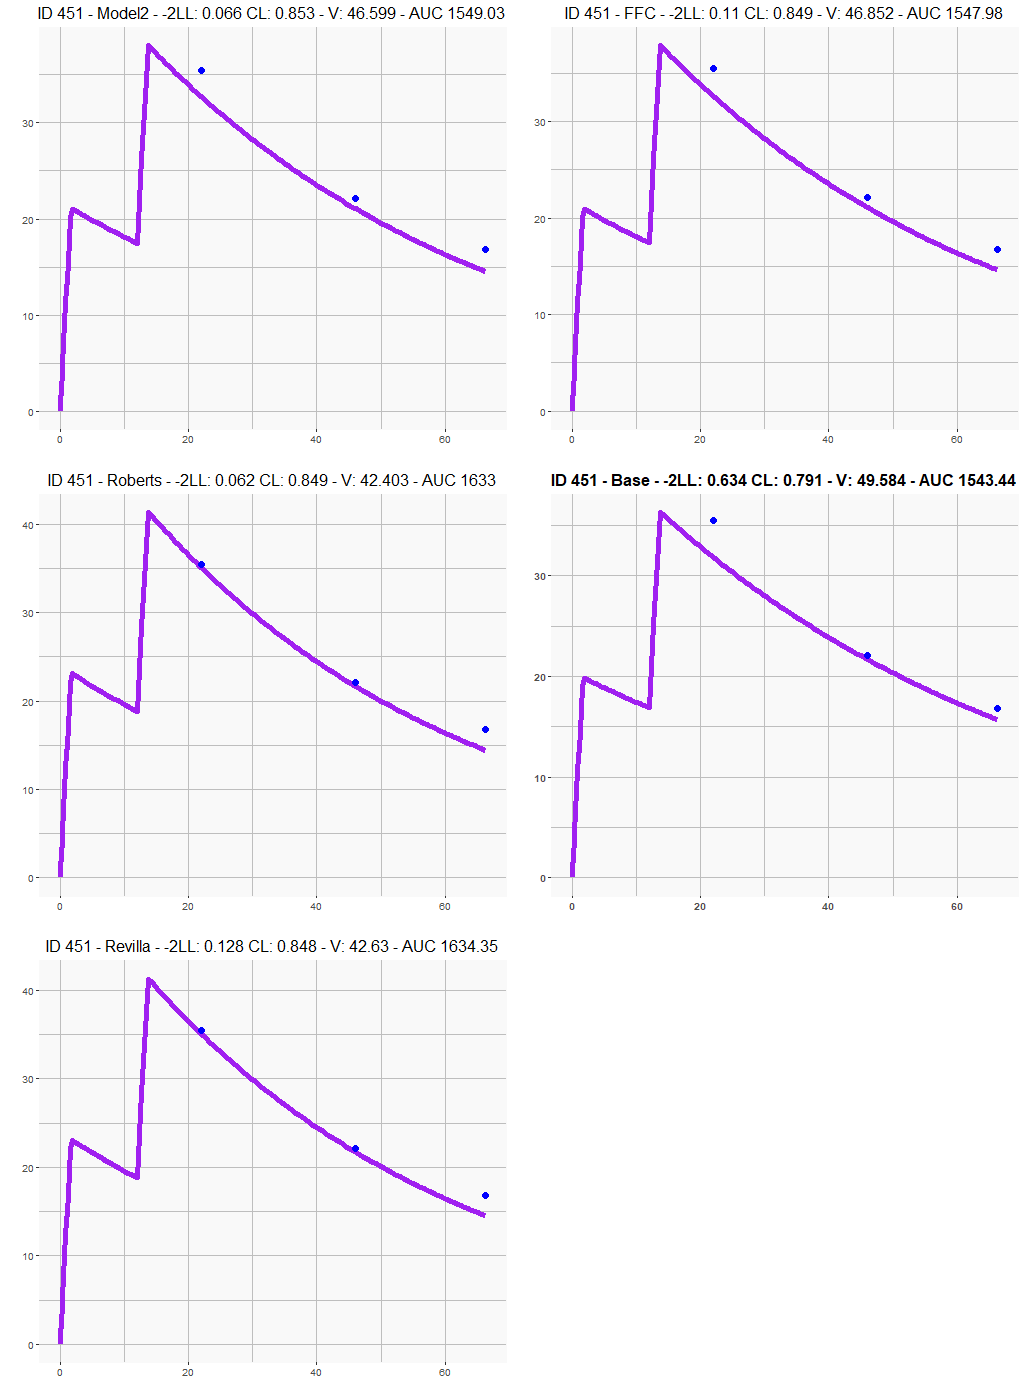 ID 451 - Model2 - -2LL: 0.066 CL: 0.853 - V: 46.599 - AUC 1549.03
30
20
10
0
0 20 40 60
ID 451 - FFC - -2LL: 0.11 CL: 0.849 - V: 46.852 - AUC 1547.98
30
20
10
0
0 20 40 60
ID 451 - Roberts - -2LL: 0.062 CL: 0.849 - V: 42.403 - AUC 1633
40
30
20
10
0
0 20 40 60
ID 451 - Base - -2LL: 0.634 CL: 0.791 - V: 49.584 - AUC 1543.44
30
20
10
0
0 20 40 60
ID 451 - Revilla - -2LL: 0.128 CL: 0.848 - V: 42.63 - AUC 1634.35
40
30
20
10
0
0 20 40 60